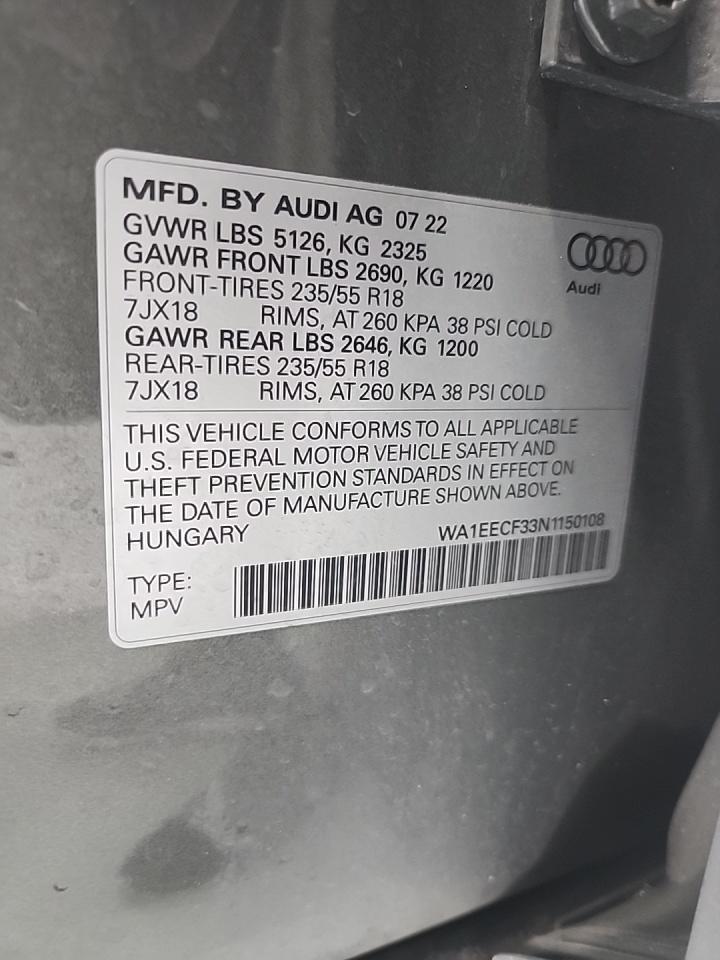 MFD. BY AUDI AG 07 22
GVWR LBS 5126, KG 2325
GAWR FRONT LBS 2690, KG 1220
FRONT-TIRES 235/55 R18
7JX18 RIMS, AT 260 KPA 38 PSI COLD
GAWR REAR LBS 2646, KG 1200
REAR-TIRES 235/55 R18
7JX18 RIMS, AT 260 KPA 38 PSI COLD
Audi
THIS VEHICLE CONFORMS TO ALL APPLICABLE
U.S. FEDERAL MOTOR VEHICLE SAFETY AND
THEFT PREVENTION STANDARDS IN EFFECT ON
THE DATE OF MANUFACTURE SHOWN ABOVE.
HUNGARY WA1EECF33N1150108
TYPE:
MPV